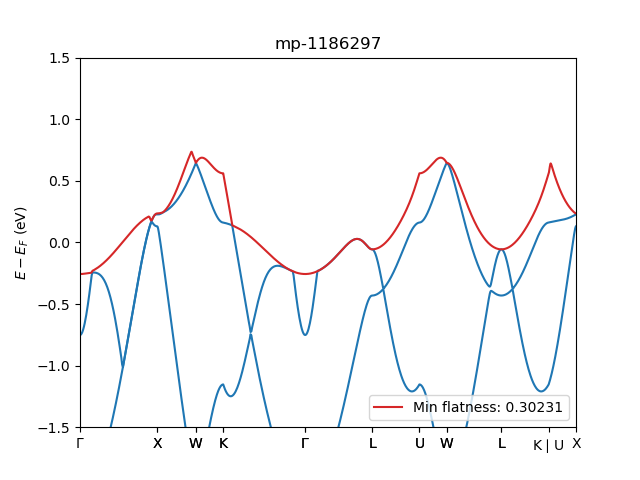 mp-1186297
1.5
1.0
0.5
0.0
−0.5
−1.0
−1.5
E − E_F (eV)
Min flatness: 0.30231
Γ X W K Γ L U W L K | U X